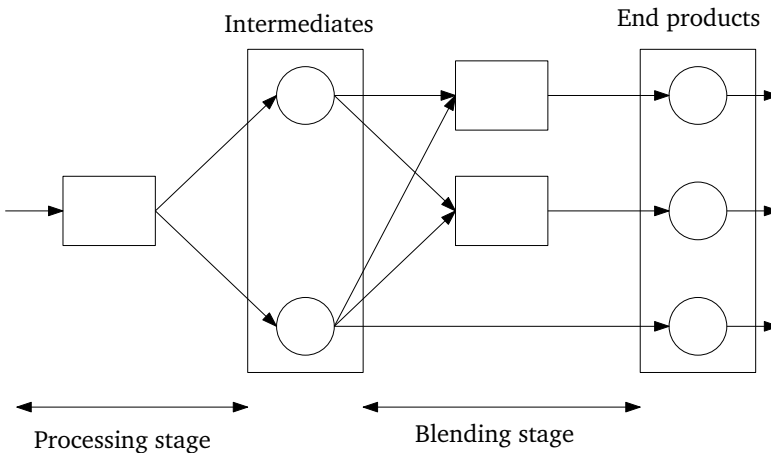 Intermediates
End products
Processing stage
Blending stage